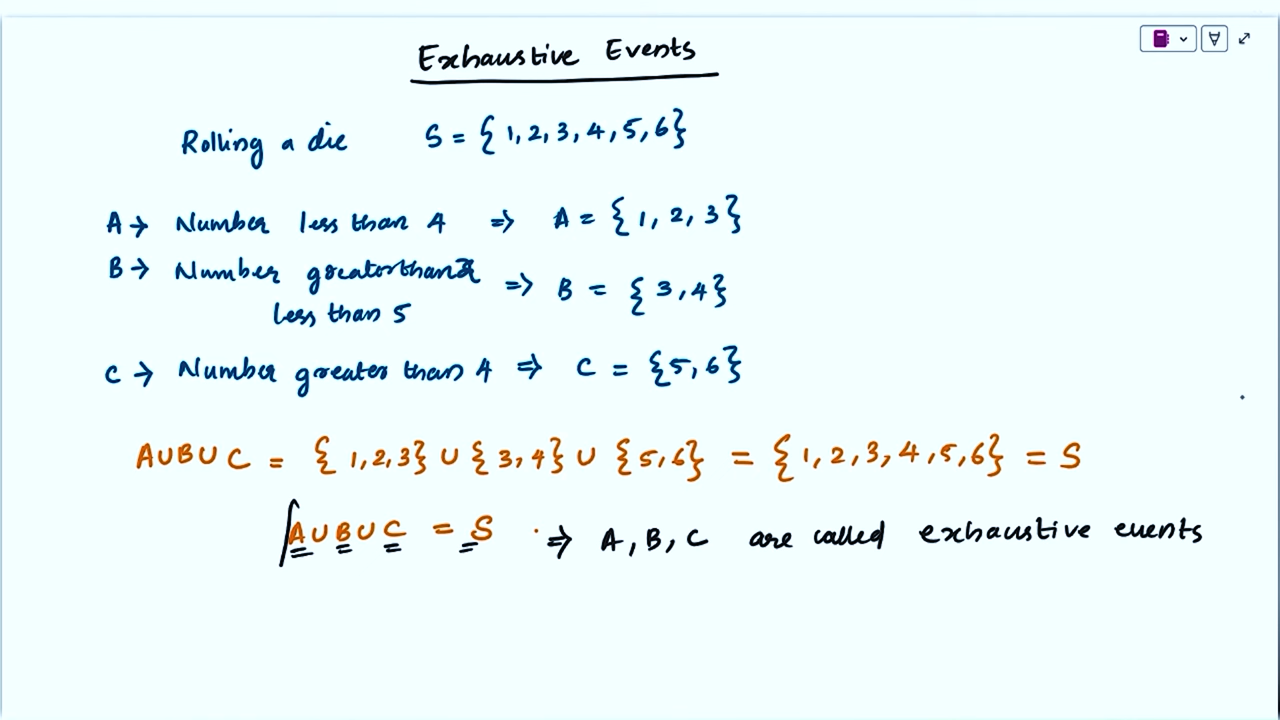 Exhaustive Events
Rolling a die S = {1, 2, 3, 4, 5, 6}
A → Number less than 4 ⇒ A = {1, 2, 3}
B → Number greater than 2 ⇒ B = {3, 4}
less than 5
C → Number greater than 4 ⇒ C = {5, 6}
A∪B∪C = {1, 2, 3} ∪ {3, 4} ∪ {5, 6} = {1, 2, 3, 4, 5, 6} = S
A∪B∪C = S ⇒ A, B, C are called exhaustive events